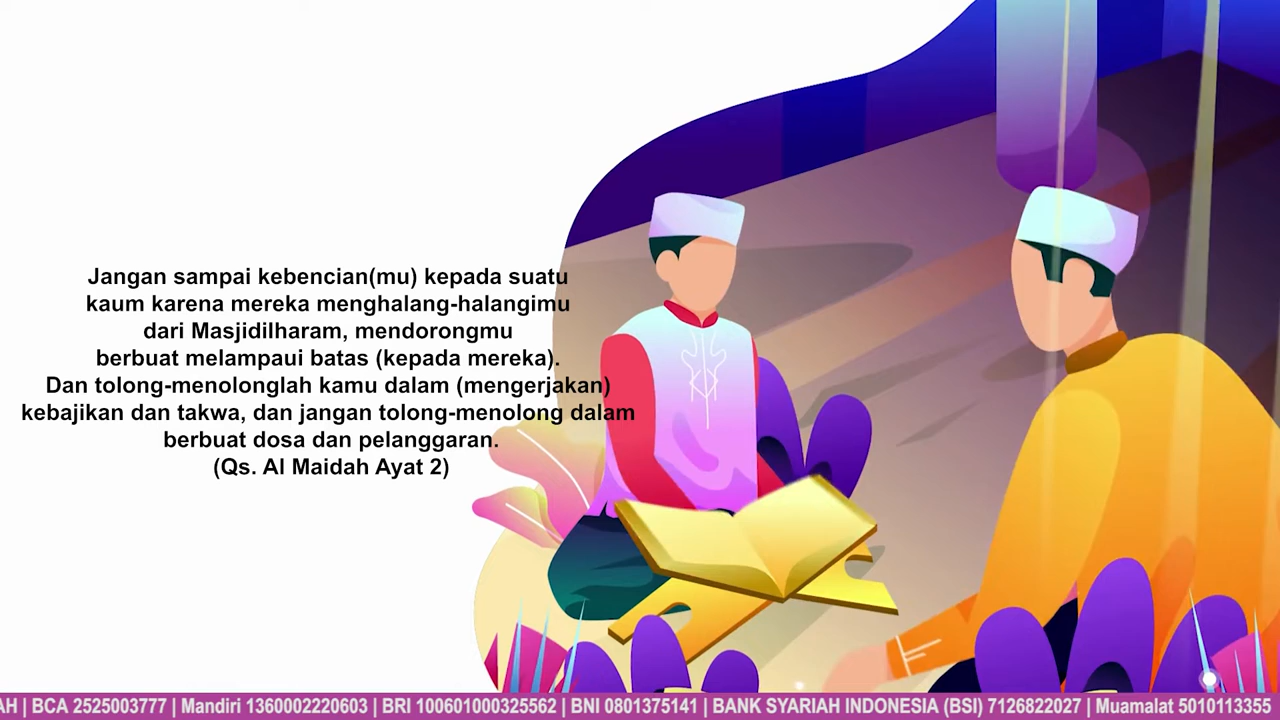 Jangan sampai kebencian(mu) kepada suatu
kaum karena mereka menghalang-halangimu
dari Masjidilharam, mendorongmu
berbuat melampaui batas (kepada mereka).
Dan tolong-menolonglah kamu dalam (mengerjakan)
kebajikan dan takwa, dan jangan tolong-menolong dalam
berbuat dosa dan pelanggaran.
(Qs. Al Maidah Ayat 2)
AH | BCA 2525003777 | Mandiri 1360002220603 | BRI 100601000325562 | BNI 0801375141 | BANK SYARIAH INDONESIA (BSI) 7126822027 | Muamalat 5010113355